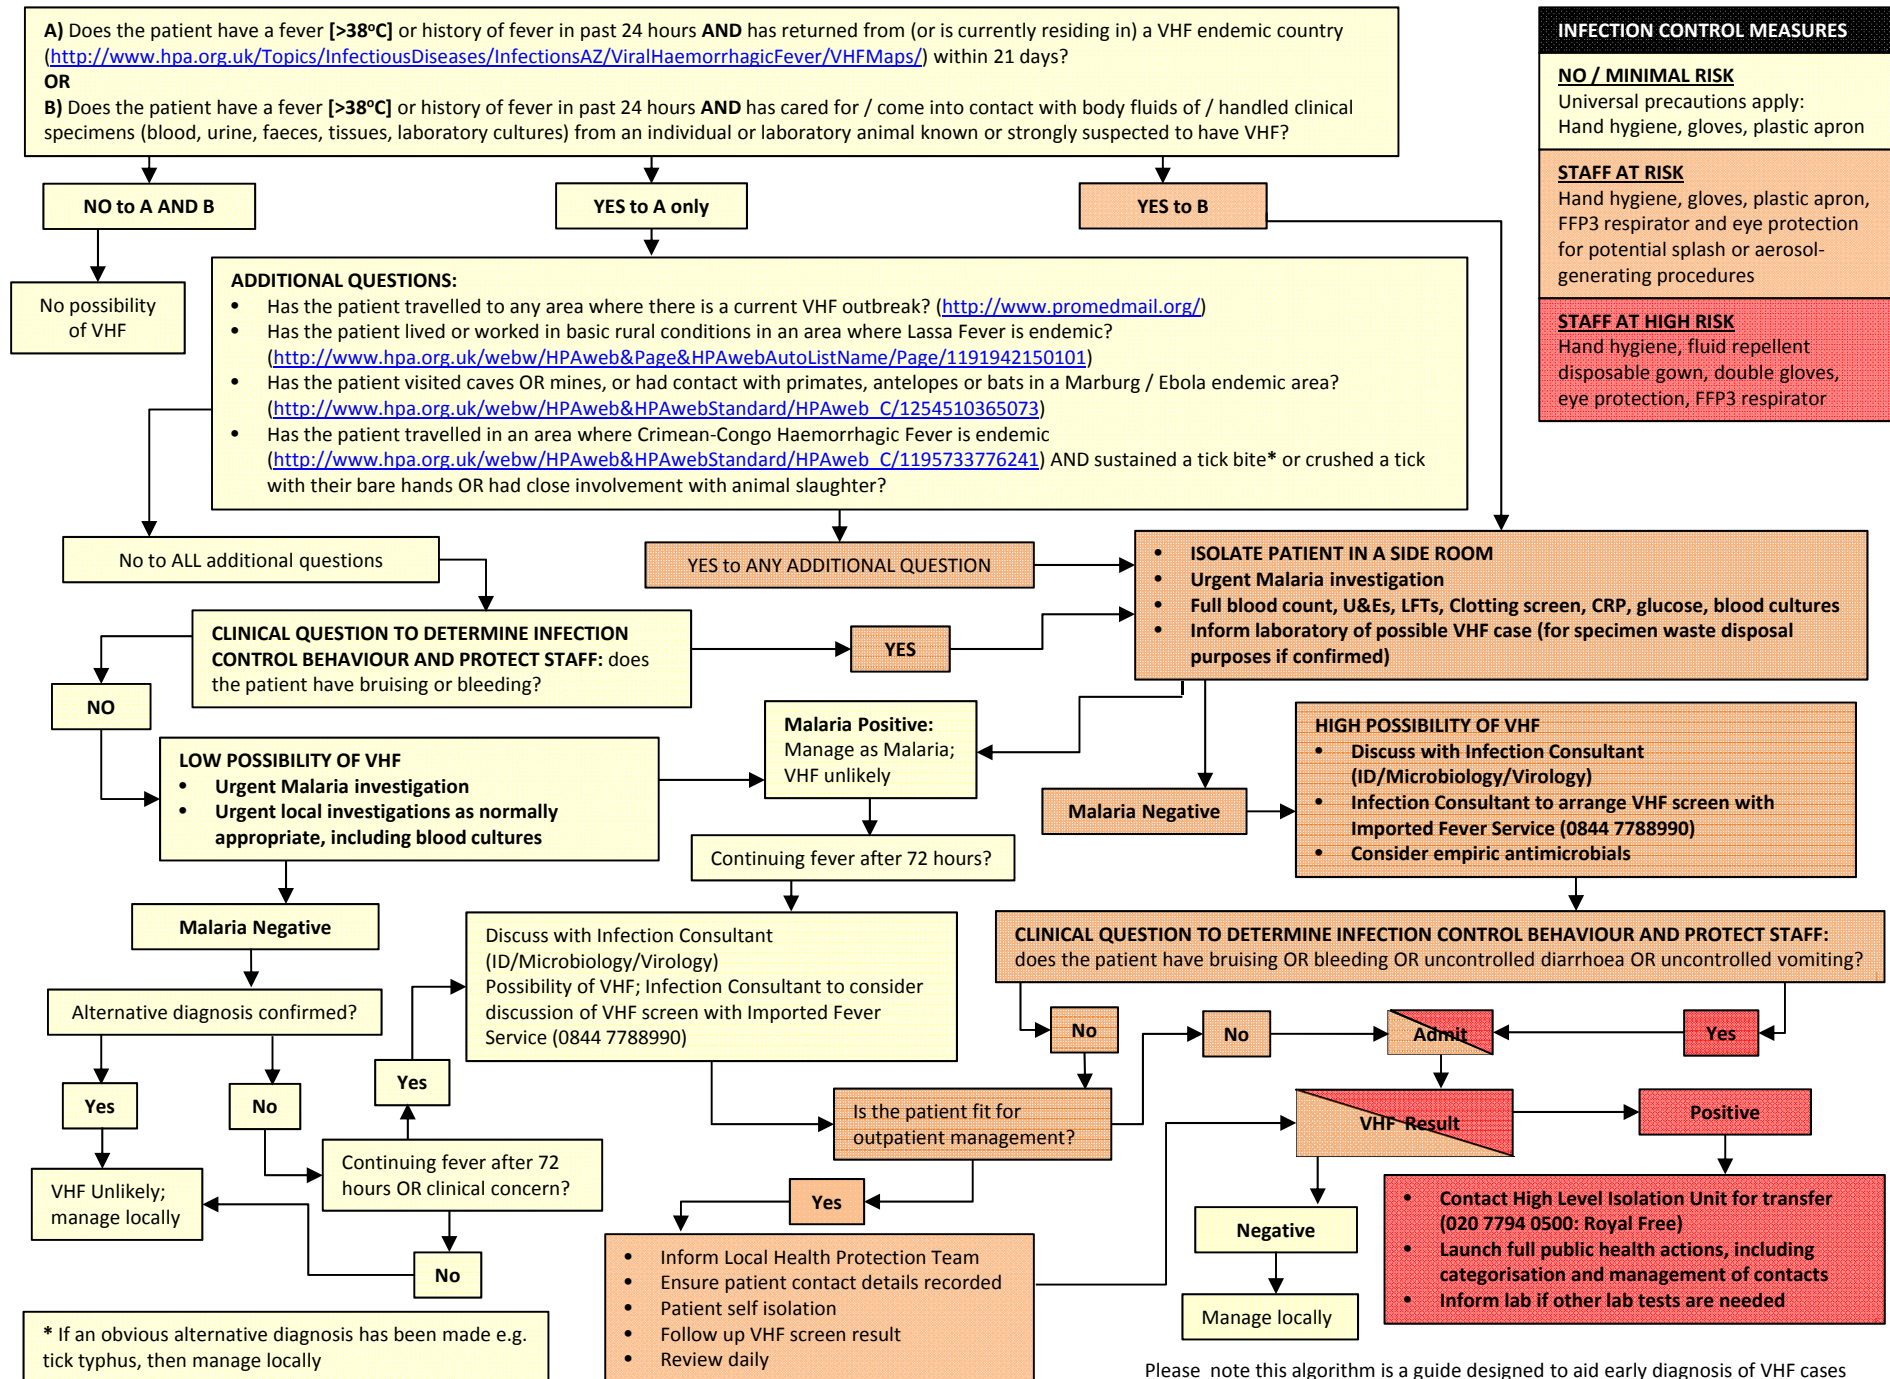 A) Does the patient have a fever [>38ºC] or history of fever in past 24 hours AND has returned from (or is currently residing in) a VHF endemic country
(http://www.hpa.org.uk/Topics/InfectiousDiseases/InfectionsAZ/ViralHaemorrhagicFever/VHFMaps/) within 21 days?
OR
B) Does the patient have a fever [>38ºC] or history of fever in past 24 hours AND has cared for / come into contact with body fluids of / handled clinical
specimens (blood, urine, faeces, tissues, laboratory cultures) from an individual or laboratory animal known or strongly suspected to have VHF?
INFECTION CONTROL MEASURES
NO / MINIMAL RISK
Universal precautions apply:
Hand hygiene, gloves, plastic apron
STAFF AT RISK
Hand hygiene, gloves, plastic apron,
FFP3 respirator and eye protection
for potential splash or aerosol-
generating procedures
STAFF AT HIGH RISK
Hand hygiene, fluid repellent
disposable gown, double gloves,
eye protection, FFP3 respirator
NO to A AND B
YES to A only
YES to B
No possibility
of VHF
ADDITIONAL QUESTIONS:
• Has the patient travelled to any area where there is a current VHF outbreak? (http://www.promedmail.org/)
• Has the patient lived or worked in basic rural conditions in an area where Lassa Fever is endemic?
(http://www.hpa.org.uk/webw/HPAweb&Page&HPAwebAutoListName/Page/1191942150101)
• Has the patient visited caves OR mines, or had contact with primates, antelopes or bats in a Marburg / Ebola endemic area?
(http://www.hpa.org.uk/webw/HPAweb&HPAwebStandard/HPAweb_C/1254510365073)
• Has the patient travelled in an area where Crimean-Congo Haemorrhagic Fever is endemic
(http://www.hpa.org.uk/webw/HPAweb&HPAwebStandard/HPAweb_C/1195733776241) AND sustained a tick bite* or crushed a tick
with their bare hands OR had close involvement with animal slaughter?
No to ALL additional questions
YES to ANY ADDITIONAL QUESTION
• ISOLATE PATIENT IN A SIDE ROOM
• Urgent Malaria investigation
• Full blood count, U&Es, LFTs, Clotting screen, CRP, glucose, blood cultures
• Inform laboratory of possible VHF case (for specimen waste disposal
purposes if confirmed)
CLINICAL QUESTION TO DETERMINE INFECTION
CONTROL BEHAVIOUR AND PROTECT STAFF: does
the patient have bruising or bleeding?
YES
NO
LOW POSSIBILITY OF VHF
• Urgent Malaria investigation
• Urgent local investigations as normally
appropriate, including blood cultures
Malaria Positive:
Manage as Malaria;
VHF unlikely
Malaria Negative
HIGH POSSIBILITY OF VHF
• Discuss with Infection Consultant
(ID/Microbiology/Virology)
• Infection Consultant to arrange VHF screen with
Imported Fever Service (0844 7788990)
• Consider empiric antimicrobials
Continuing fever after 72 hours?
Malaria Negative
Discuss with Infection Consultant
(ID/Microbiology/Virology)
Possibility of VHF; Infection Consultant to consider
discussion of VHF screen with Imported Fever
Service (0844 7788990)
CLINICAL QUESTION TO DETERMINE INFECTION CONTROL BEHAVIOUR AND PROTECT STAFF:
does the patient have bruising OR bleeding OR uncontrolled diarrhoea OR uncontrolled vomiting?
Alternative diagnosis confirmed?
No
No
Admit
Yes
Yes
No
Yes
Is the patient fit for
outpatient management?
VHF Result
Positive
Continuing fever after 72
hours OR clinical concern?
VHF Unlikely;
manage locally
Yes
Negative
• Contact High Level Isolation Unit for transfer
(020 7794 0500: Royal Free)
• Launch full public health actions, including
categorisation and management of contacts
• Inform lab if other lab tests are needed
No
• Inform Local Health Protection Team
• Ensure patient contact details recorded
• Patient self isolation
• Follow up VHF screen result
• Review daily
Manage locally
* If an obvious alternative diagnosis has been made e.g.
tick typhus, then manage locally
Please note this algorithm is a guide designed to aid early diagnosis of VHF cases